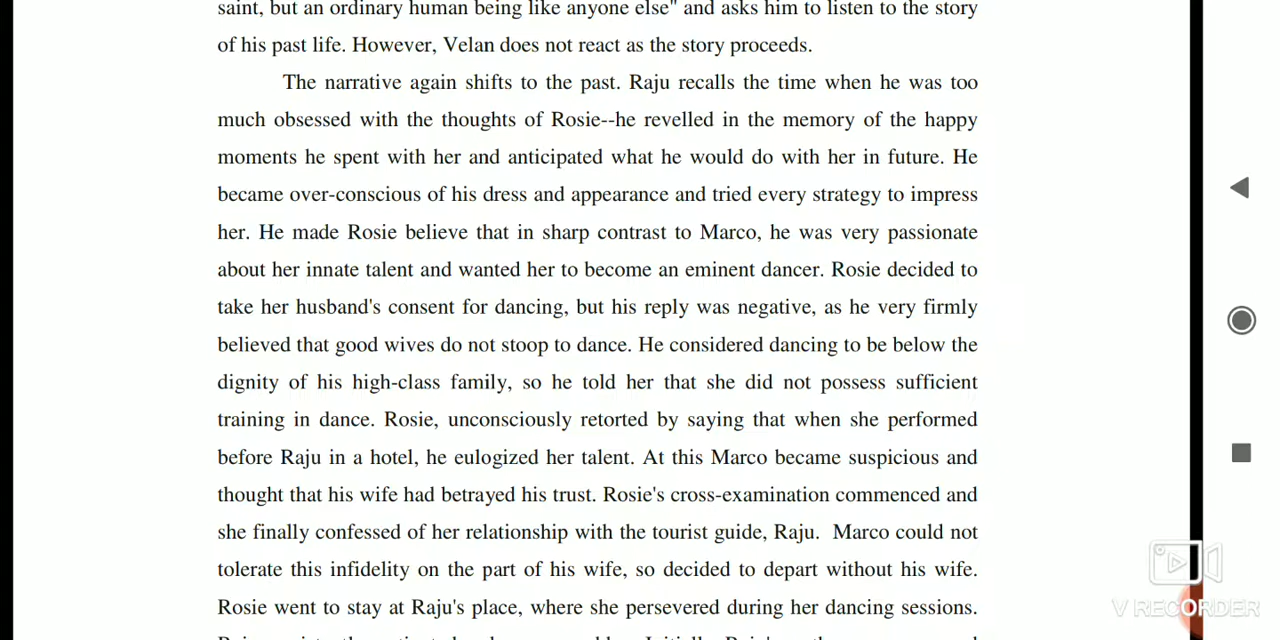 saint, but an ordinary human being like anyone else" and asks him to listen to the story
of his past life. However, Velan does not react as the story proceeds.
The narrative again shifts to the past. Raju recalls the time when he was too
much obsessed with the thoughts of Rosie--he revelled in the memory of the happy
moments he spent with her and anticipated what he would do with her in future. He
became over-conscious of his dress and appearance and tried every strategy to impress
her. He made Rosie believe that in sharp contrast to Marco, he was very passionate
about her innate talent and wanted her to become an eminent dancer. Rosie decided to
take her husband's consent for dancing, but his reply was negative, as he very firmly
believed that good wives do not stoop to dance. He considered dancing to be below the
dignity of his high-class family, so he told her that she did not possess sufficient
training in dance. Rosie, unconsciously retorted by saying that when she performed
before Raju in a hotel, he eulogized her talent. At this Marco became suspicious and
thought that his wife had betrayed his trust. Rosie's cross-examination commenced and
she finally confessed of her relationship with the tourist guide, Raju. Marco could not
tolerate this infidelity on the part of his wife, so decided to depart without his wife.
Rosie went to stay at Raju's place, where she persevered during her dancing sessions.
V RECORDER